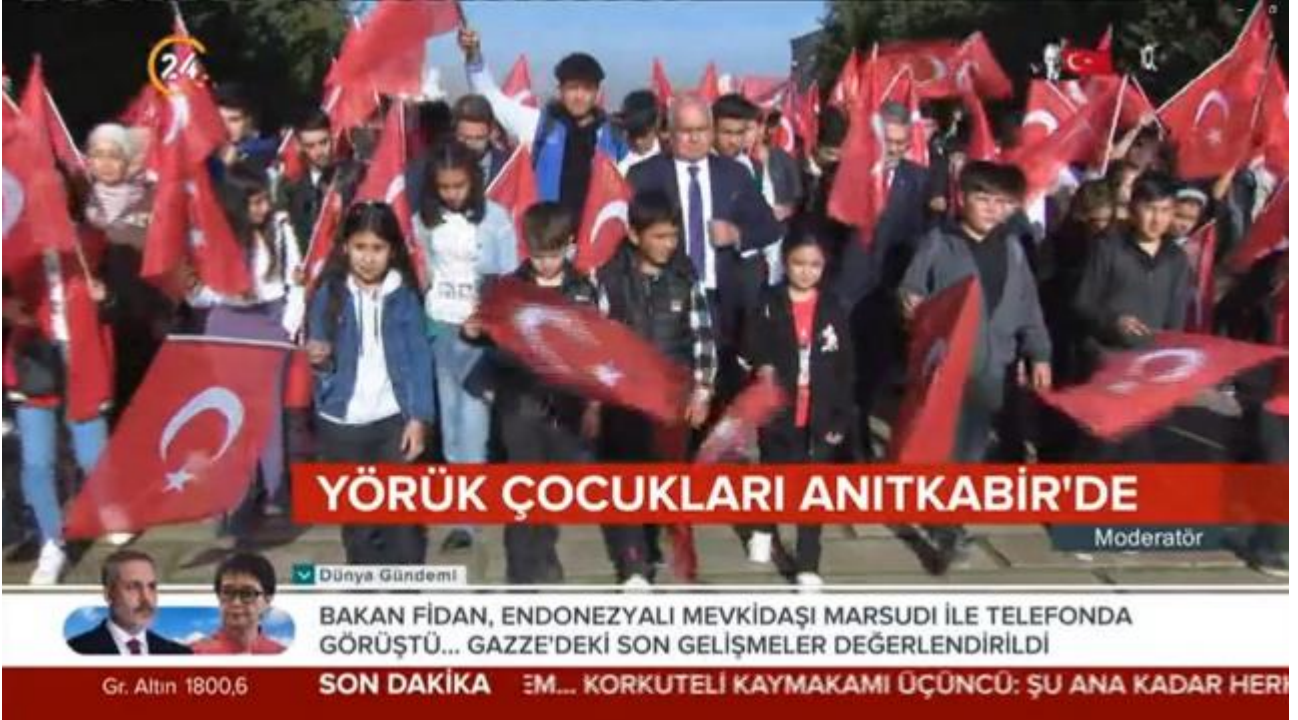 24
YÖRÜK ÇOCUKLARI ANITKABİR'DE
Moderatör
Dünya Gündemi
BAKAN FİDAN, ENDONEZYALI MEVKİDAŞI MARSUDI İLE TELEFONDA
GÖRÜŞTÜ... GAZZE'DEKİ SON GELİŞMELER DEĞERLENDİRİLDİ
Gr. Altın 1800,6 SON DAKİKA EM... KORKUTELİ KAYMAKAMI ÜÇÜNCÜ: ŞU ANA KADAR HERH